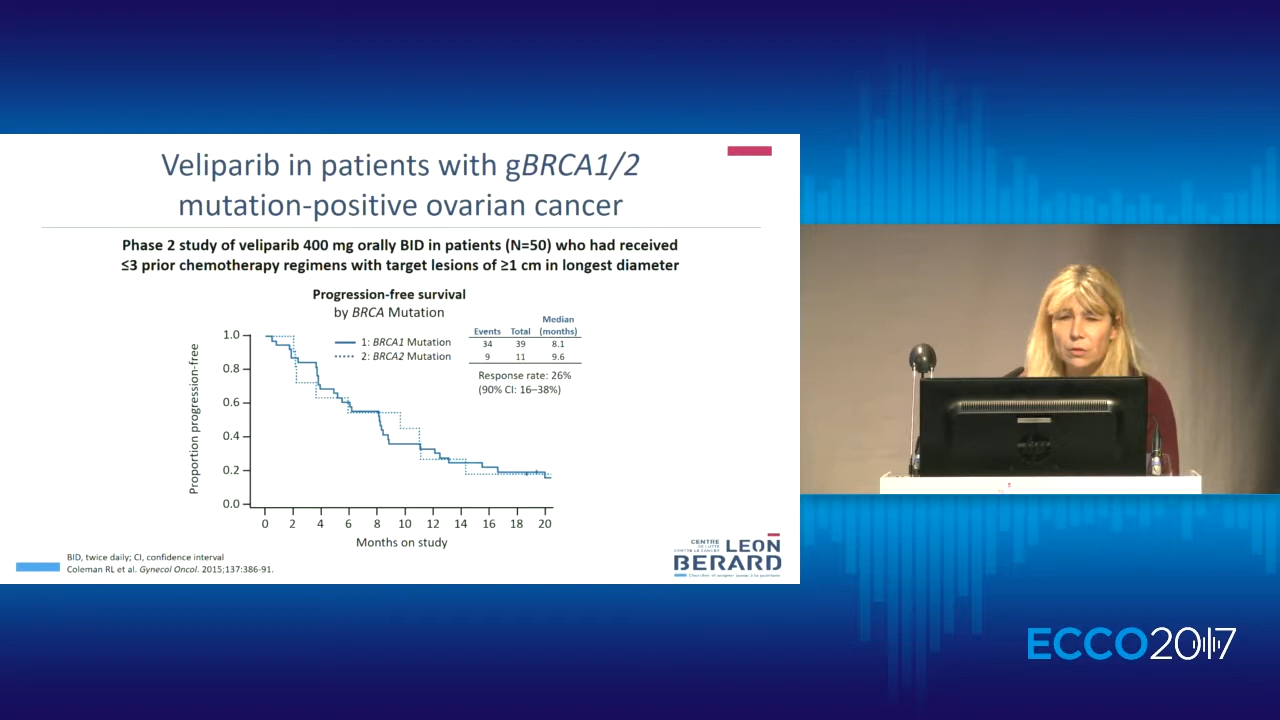 Veliparib in patients with gBRCA1/2
mutation-positive ovarian cancer
Phase 2 study of veliparib 400 mg orally BID in patients (N=50) who had received
≤3 prior chemotherapy regimens with target lesions of ≥1 cm in longest diameter
Progression-free survival
by BRCA Mutation
1: BRCA1 Mutation
2: BRCA2 Mutation
Events Total Median (months)
34 39 8.1
9 11 9.6
Response rate: 26%
(90% CI: 16–38%)
Proportion progression-free
1.0
0.8
0.6
0.4
0.2
0.0
0 2 4 6 8 10 12 14 16 18 20
Months on study
BID, twice daily; CI, confidence interval
Coleman RL et al. Gynecol Oncol. 2015;137:386-91.
CENTRE
DE LUTTE
CONTRE LE CANCER
LEON
BERARD
ECCO2017